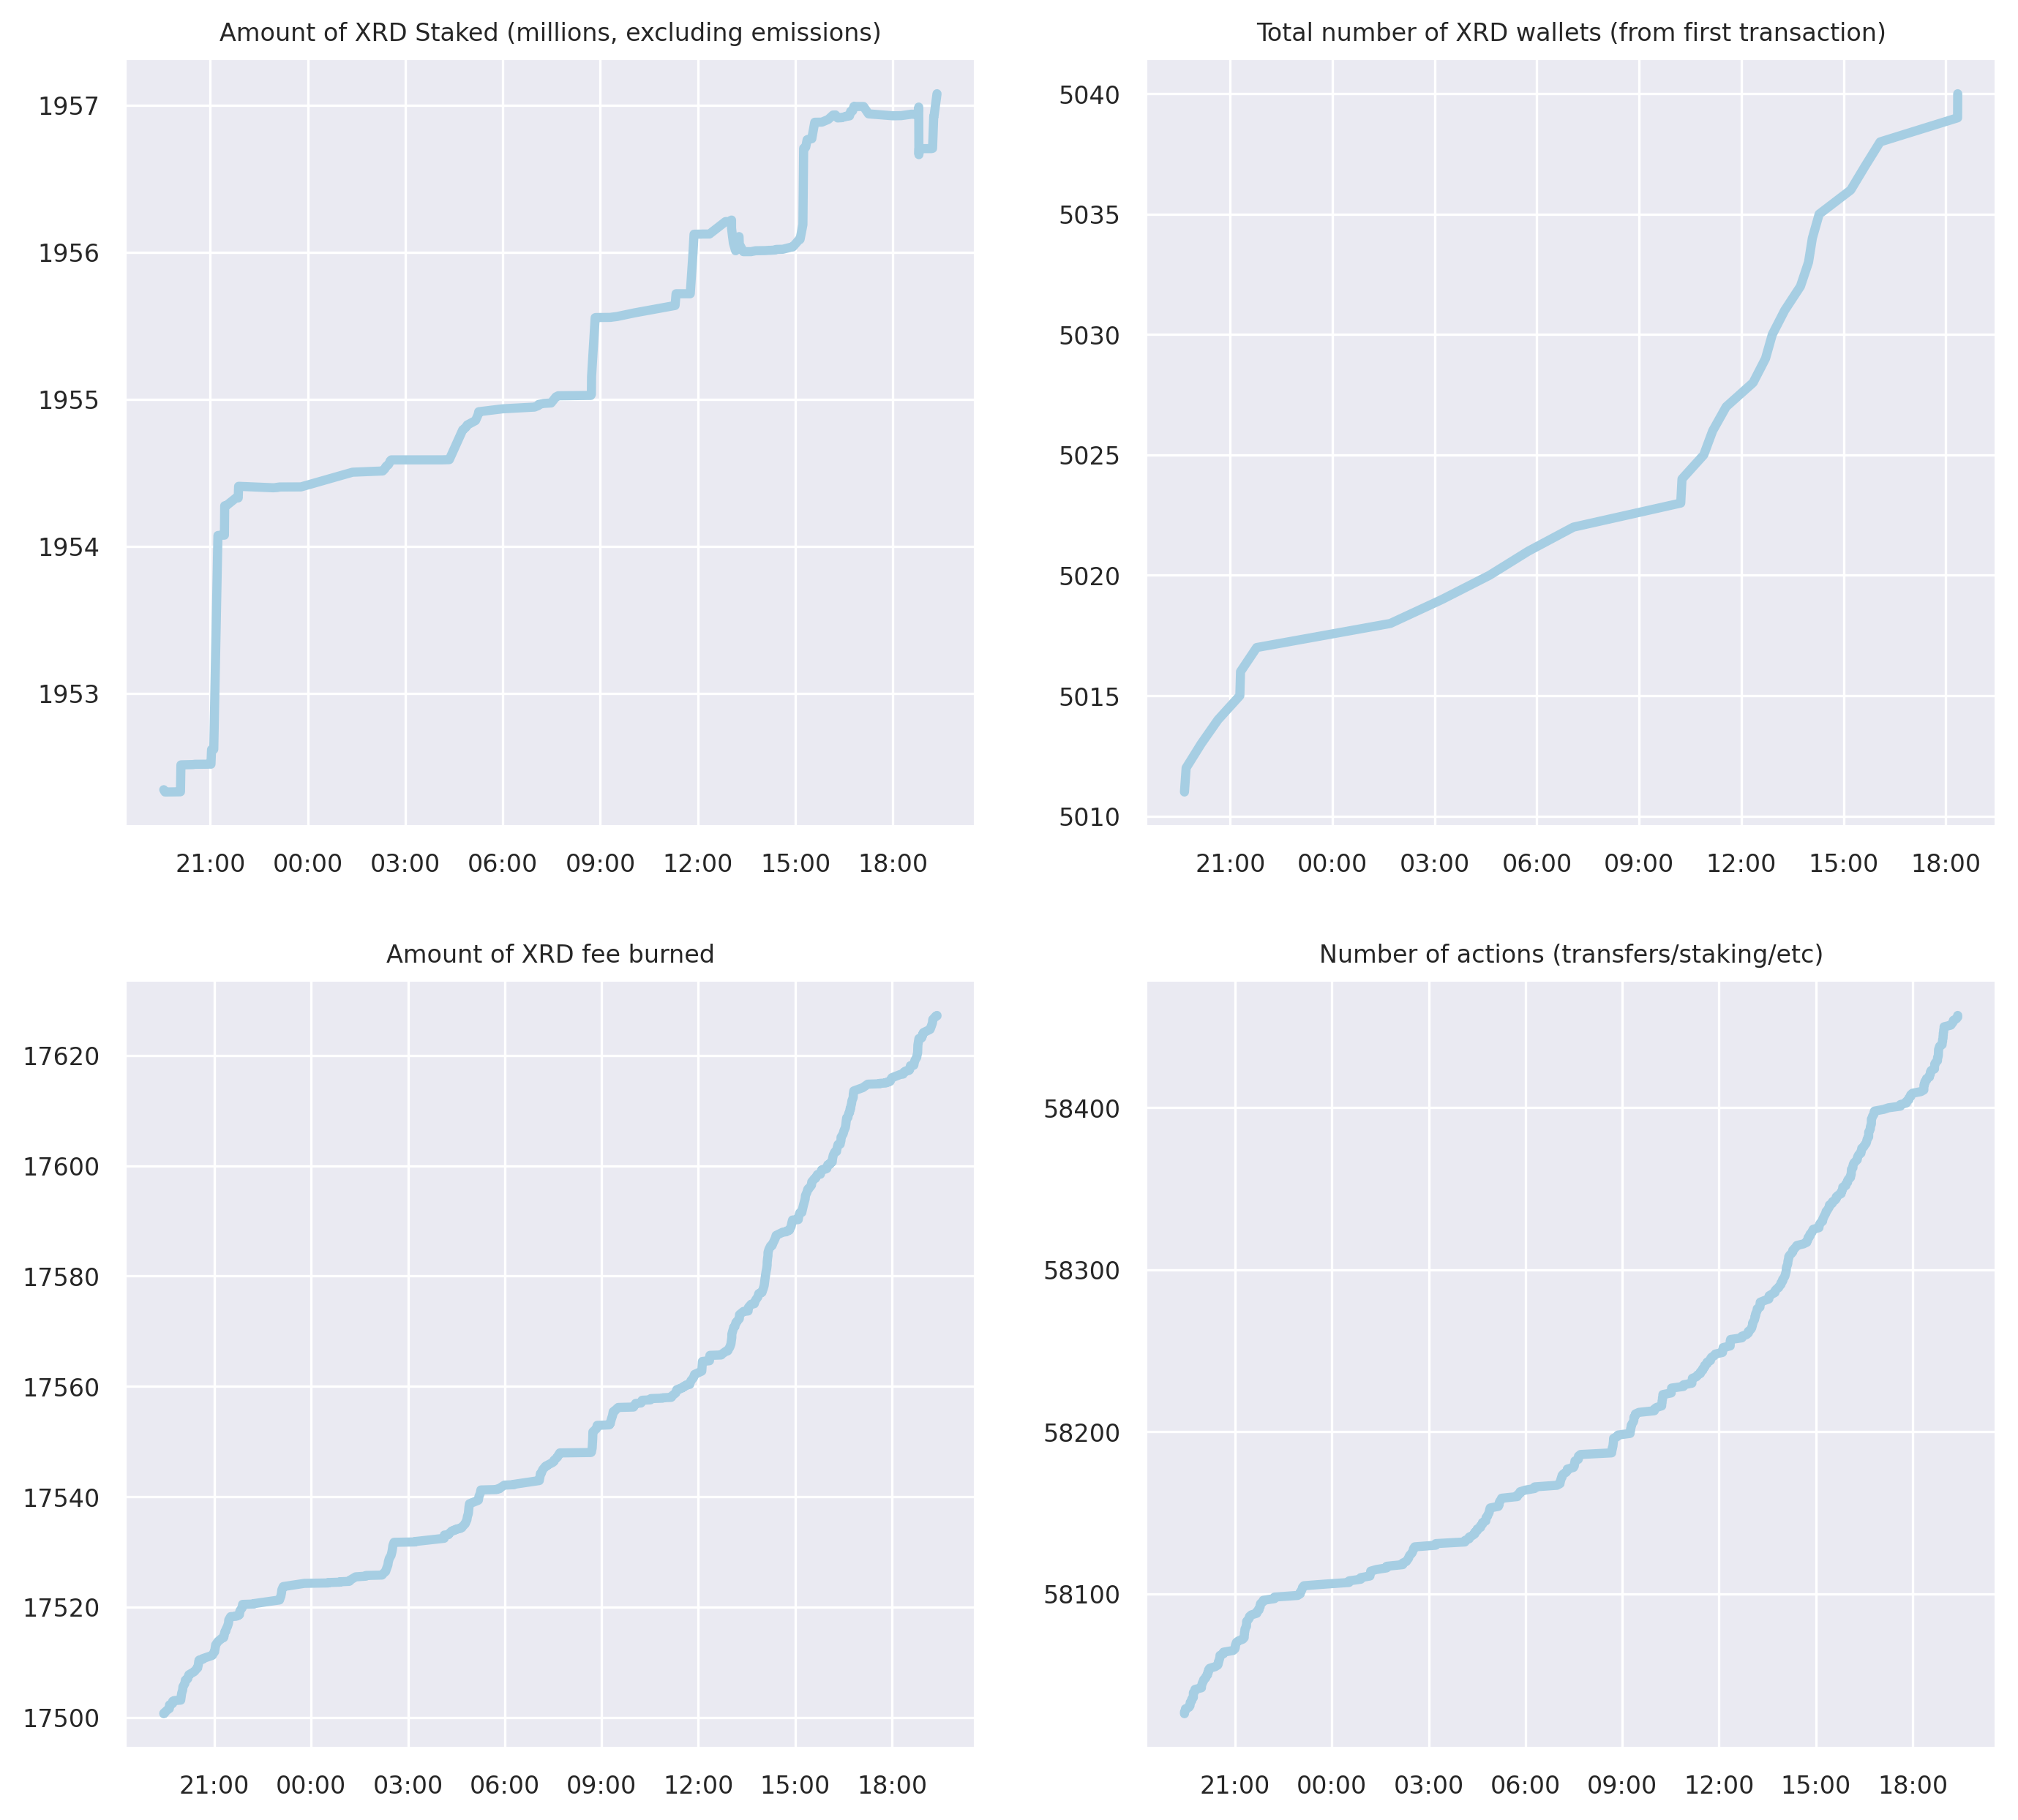 Amount of XRD Staked (millions, excluding emissions)
1957
1956
1955
1954
1953
21:00 00:00 03:00 06:00 09:00 12:00 15:00 18:00
Total number of XRD wallets (from first transaction)
5040
5035
5030
5025
5020
5015
5010
21:00 00:00 03:00 06:00 09:00 12:00 15:00 18:00
Amount of XRD fee burned
17620
17600
17580
17560
17540
17520
17500
21:00 00:00 03:00 06:00 09:00 12:00 15:00 18:00
Number of actions (transfers/staking/etc)
58400
58300
58200
58100
21:00 00:00 03:00 06:00 09:00 12:00 15:00 18:00